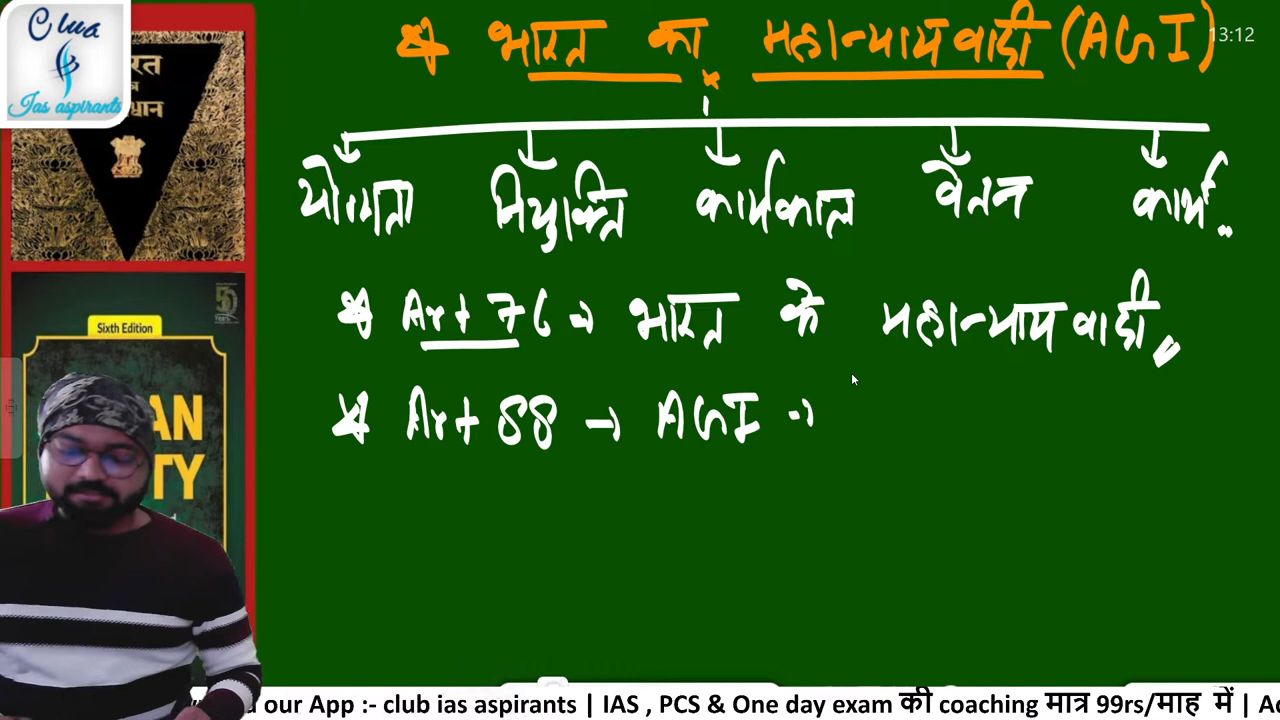 Club
Ias aspirants
13:12
भारत का महान्यायवादी (AGI)
योग्यता नियुक्ति कार्यकाल वेतन कार्य
Art 76 ⇒ भारत के महान्यायवादी
Art 88 → AGI ⇒
Sixth Edition
our App :- club ias aspirants | IAS , PCS & One day exam की coaching मात्र 99rs/माह में |